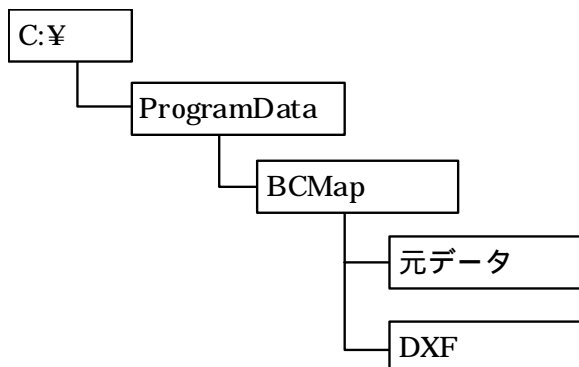 C:¥
ProgramData
BCMap
元データ
DXF